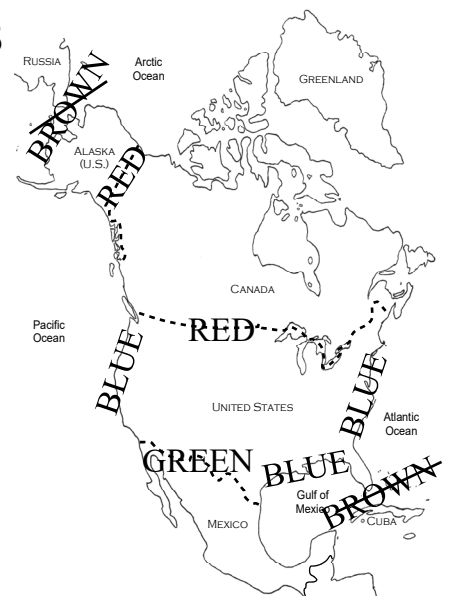 RUSSIA
Arctic
Ocean
GREENLAND
BROWN
ALASKA
(U.S.)
RED
CANADA
Pacific
Ocean
RED
BLUE
BLUE
UNITED STATES
Atlantic
Ocean
GREEN
BLUE
Gulf of
Mexico
BROWN
MEXICO
CUBA